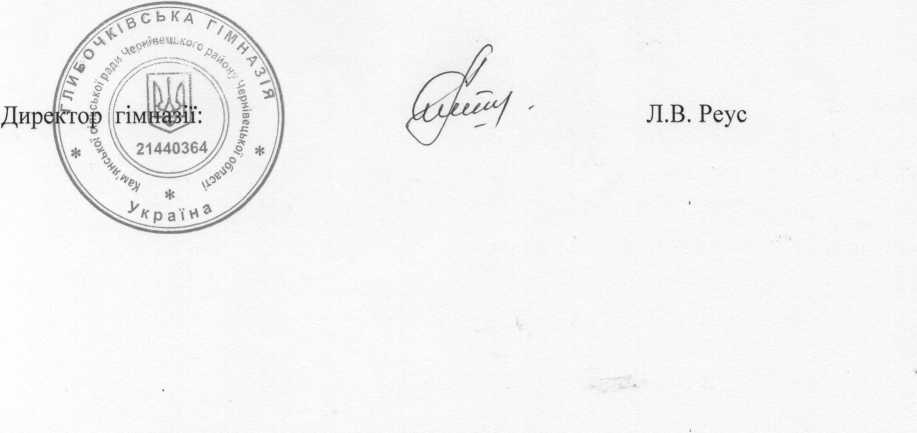 ГЛИБОЧКІВСЬКА ГІМНАЗІЯ
Кам'янської сільської ради Чернівецького району Чернівецької області
21440364
Україна
Директор гімназії:
Л.В. Реус